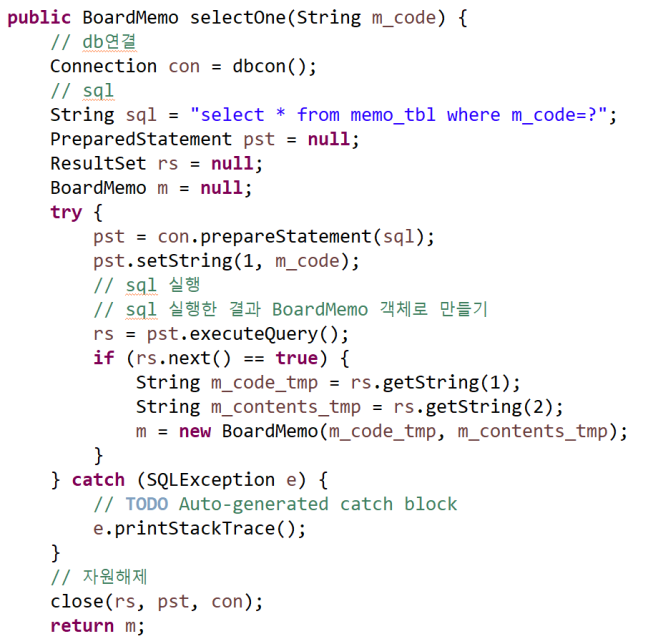 public BoardMemo selectOne(String m_code) {
// db연결
Connection con = dbcon();
// sql
String sql = "select * from memo_tbl where m_code=?";
PreparedStatement pst = null;
ResultSet rs = null;
BoardMemo m = null;
try {
pst = con.prepareStatement(sql);
pst.setString(1, m_code);
// sql 실행
// sql 실행한 결과 BoardMemo 객체로 만들기
rs = pst.executeQuery();
if (rs.next() == true) {
String m_code_tmp = rs.getString(1);
String m_contents_tmp = rs.getString(2);
m = new BoardMemo(m_code_tmp, m_contents_tmp);
}
} catch (SQLException e) {
// TODO Auto-generated catch block
e.printStackTrace();
}
// 자원해제
close(rs, pst, con);
return m;